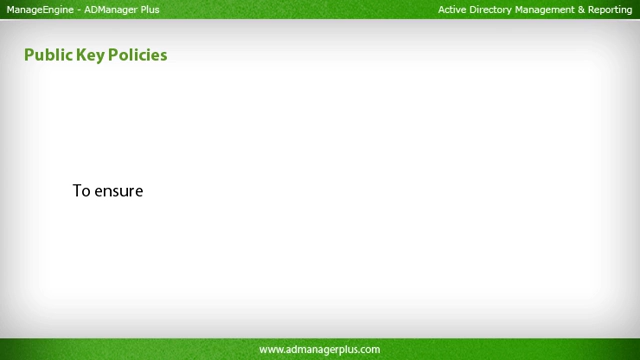 ManageEngine - ADManager Plus
Active Directory Management & Reporting
Public Key Policies
To ensure
www.admanagerplus.com